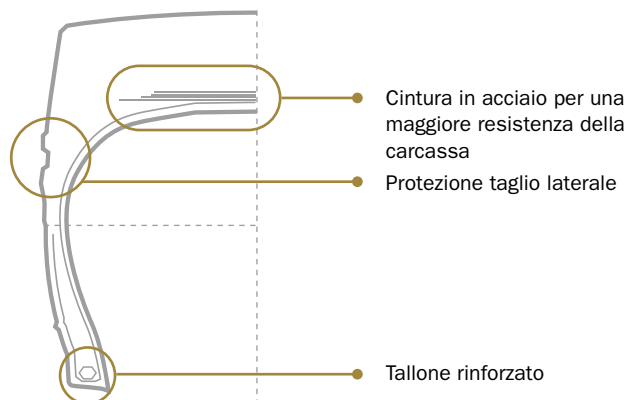 Cintura in acciaio per una
maggiore resistenza della
carcassa
Protezione taglio laterale
Tallone rinforzato